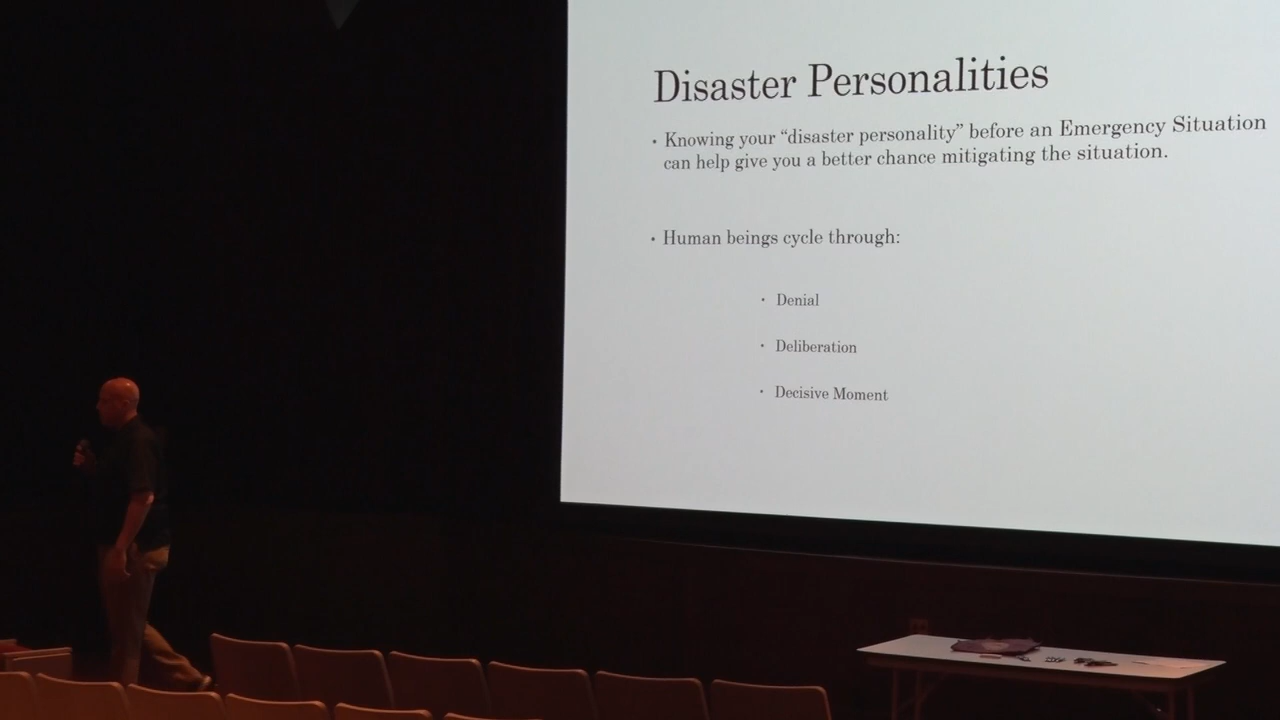 Disaster Personalities
• Knowing your “disaster personality” before an Emergency Situation
can help give you a better chance mitigating the situation.
• Human beings cycle through:
• Denial
• Deliberation
• Decisive Moment